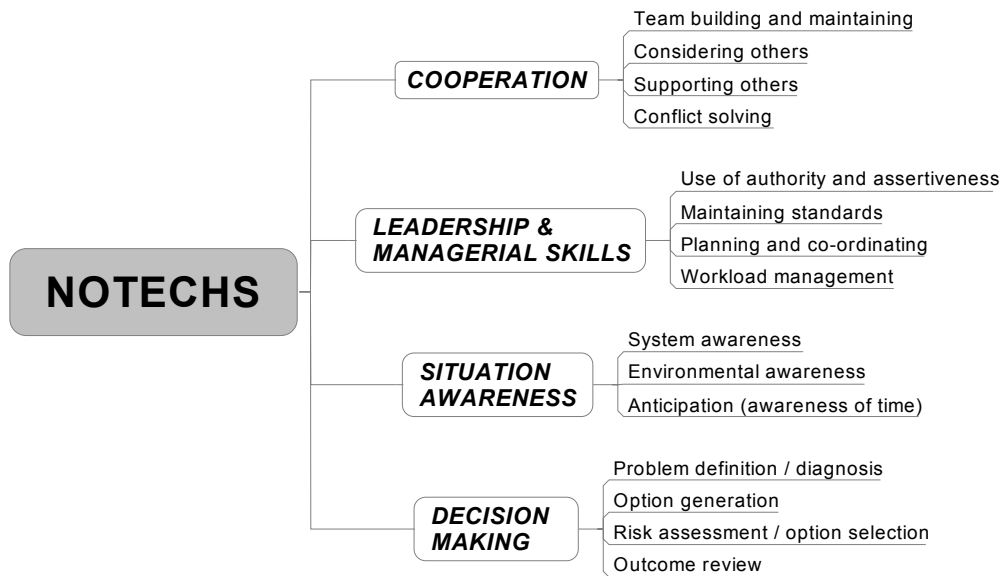 NOTECHS
COOPERATION
Team building and maintaining
Considering others
Supporting others
Conflict solving
LEADERSHIP &
MANAGERIAL SKILLS
Use of authority and assertiveness
Maintaining standards
Planning and co-ordinating
Workload management
SITUATION
AWARENESS
System awareness
Environmental awareness
Anticipation (awareness of time)
DECISION
MAKING
Problem definition / diagnosis
Option generation
Risk assessment / option selection
Outcome review